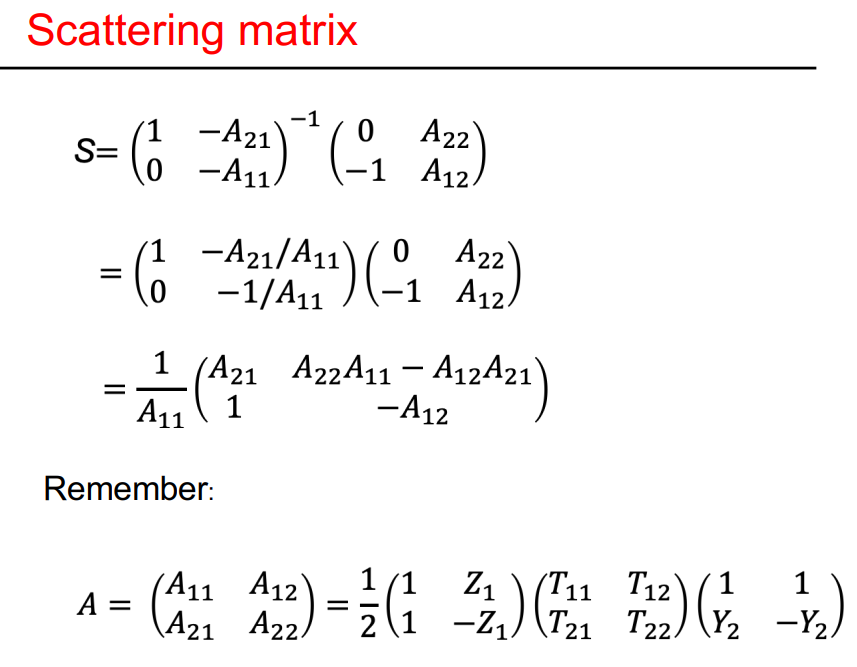 Scattering matrix
S= \begin{pmatrix} 1 & -A_{21} \\ 0 & -A_{11} \end{pmatrix}^{-1} \begin{pmatrix} 0 & A_{22} \\ -1 & A_{12} \end{pmatrix}
= \begin{pmatrix} 1 & -A_{21}/A_{11} \\ 0 & -1/A_{11} \end{pmatrix} \begin{pmatrix} 0 & A_{22} \\ -1 & A_{12} \end{pmatrix}
= \frac{1}{A_{11}} \begin{pmatrix} A_{21} & A_{22}A_{11} - A_{12}A_{21} \\ 1 & -A_{12} \end{pmatrix}
Remember:
A = \begin{pmatrix} A_{11} & A_{12} \\ A_{21} & A_{22} \end{pmatrix} = \frac{1}{2} \begin{pmatrix} 1 & Z_1 \\ 1 & -Z_1 \end{pmatrix} \begin{pmatrix} T_{11} & T_{12} \\ T_{21} & T_{22} \end{pmatrix} \begin{pmatrix} 1 & 1 \\ Y_2 & -Y_2 \end{pmatrix}